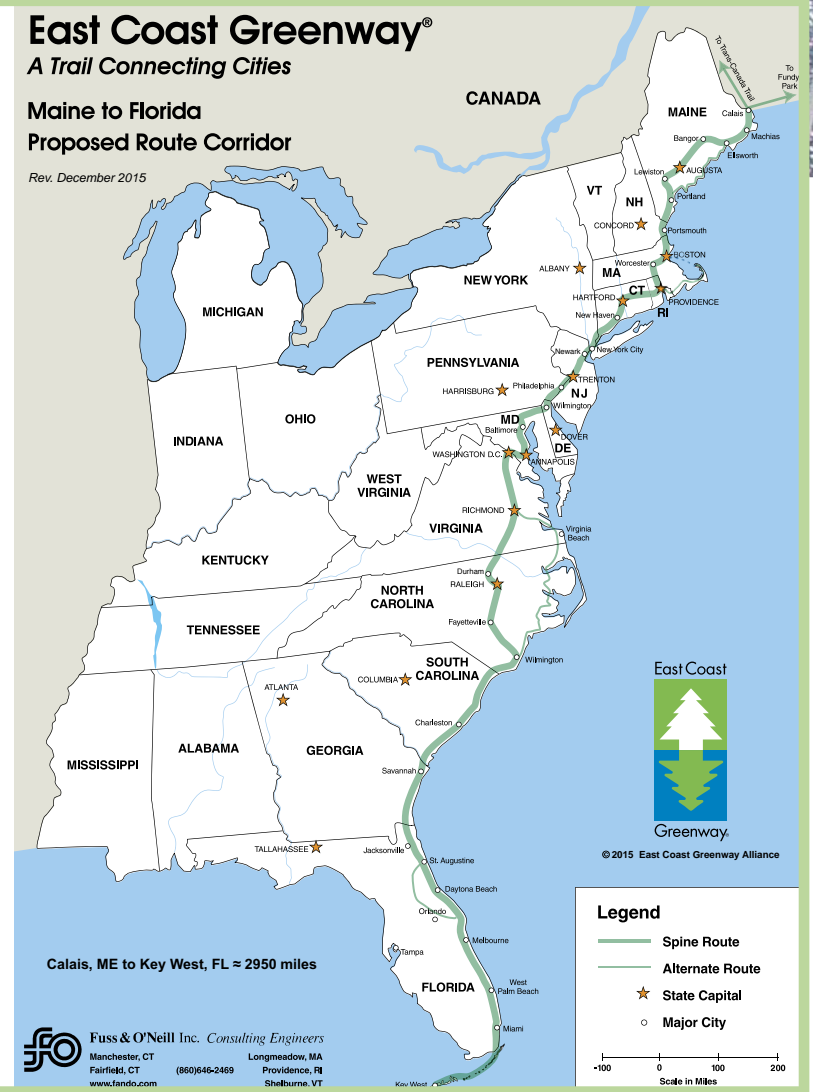 East Coast Greenway®
A Trail Connecting Cities
Maine to Florida
Proposed Route Corridor
Rev. December 2015
CANADA
To Trans-Canada Trail
To
Fundy
Park
MAINE
Calais
Machias
Bangor
Ellsworth
Lewiston
AUGUSTA
Portland
VT
NH
CONCORD
Portsmouth
ALBANY
Worcester
BOSTON
MA
NEW YORK
HARTFORD
CT
PROVIDENCE
RI
New Haven
MICHIGAN
Newark
New York City
PENNSYLVANIA
TRENTON
HARRISBURG
Philadelphia
NJ
Wilmington
OHIO
MD
Baltimore
DOVER
DE
INDIANA
WASHINGTON D.C.
ANNAPOLIS
WEST
VIRGINIA
RICHMOND
VIRGINIA
Virginia
Beach
KENTUCKY
Durham
RALEIGH
NORTH
CAROLINA
Fayetteville
TENNESSEE
Wilmington
SOUTH
CAROLINA
COLUMBIA
ATLANTA
Charleston
ALABAMA
GEORGIA
MISSISSIPPI
Savannah
East Coast
Greenway®
© 2015 East Coast Greenway Alliance
TALLAHASSEE
Jacksonville
St. Augustine
Daytona Beach
Orlando
Melbourne
Tampa
FLORIDA
West
Palm Beach
Miami
Key West
Calais, ME to Key West, FL ≈ 2950 miles
Legend
Spine Route
Alternate Route
State Capital
Major City
-100 0 100 200
Scale in Miles
fo
Fuss & O'Neill Inc. Consulting Engineers
Manchester, CT Longmeadow, MA
Fairfield, CT (860)646-2469 Providence, RI
www.fando.com Shelburne, VT